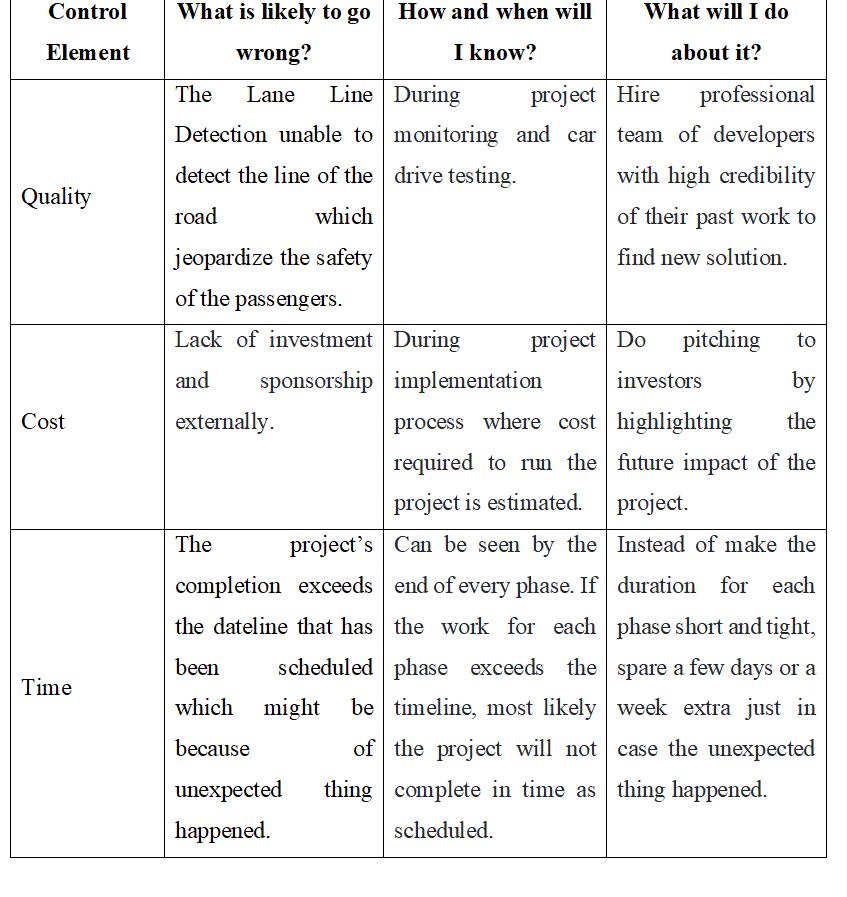 Control
Element
What is likely to go
wrong?
How and when will
I know?
What will I do
about it?
Quality
The Lane Line
Detection unable to
detect the line of the
road which
jeopardize the safety
of the passengers.
During project
monitoring and car
drive testing.
Hire professional
team of developers
with high credibility
of their past work to
find new solution.
Cost
Lack of investment
and sponsorship
externally.
During project
implementation
process where cost
required to run the
project is estimated.
Do pitching to
investors by
highlighting the
future impact of the
project.
Time
The project’s
completion exceeds
the dateline that has
been scheduled
which might be
because of
unexpected thing
happened.
Can be seen by the
end of every phase. If
the work for each
phase exceeds the
timeline, most likely
the project will not
complete in time as
scheduled.
Instead of make the
duration for each
phase short and tight,
spare a few days or a
week extra just in
case the unexpected
thing happened.